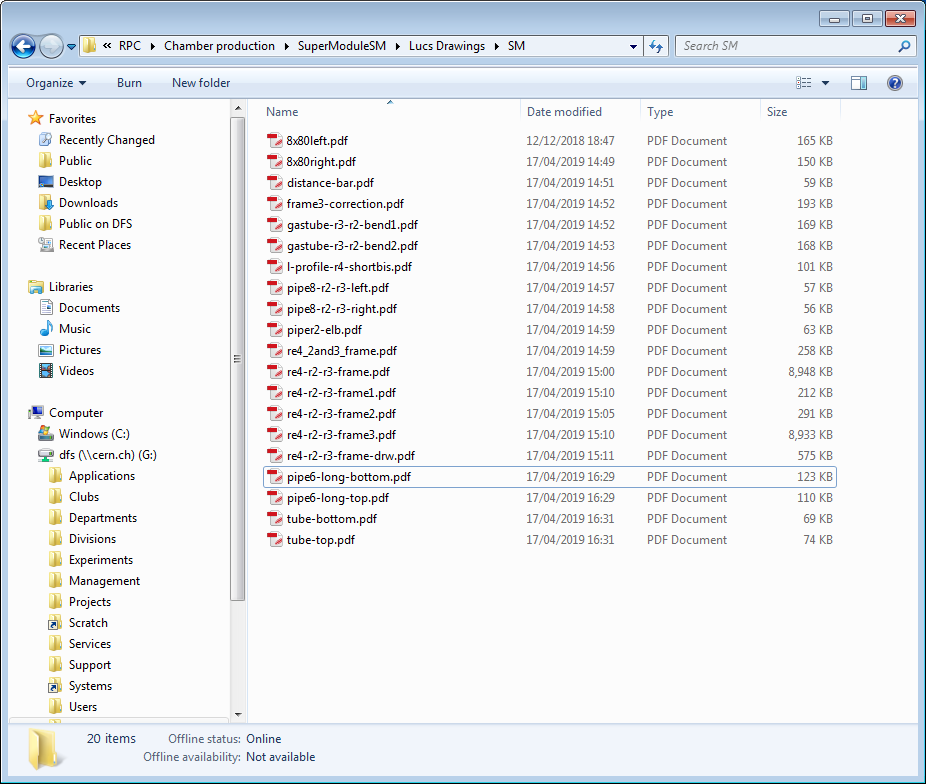 « RPC ▸ Chamber production ▸ SuperModuleSM ▸ Lucs Drawings ▸ SM
Search SM
Organize Burn New folder
Favorites
Recently Changed
Public
Desktop
Downloads
Public on DFS
Recent Places
Libraries
Documents
Music
Pictures
Videos
Computer
Windows (C:)
dfs (\\cern.ch) (G:)
Applications
Clubs
Departments
Divisions
Experiments
Management
Projects
Scratch
Services
Support
Systems
Users
Name Date modified Type Size
8x80left.pdf 12/12/2018 18:47 PDF Document 165 KB
8x80right.pdf 17/04/2019 14:49 PDF Document 150 KB
distance-bar.pdf 17/04/2019 14:51 PDF Document 59 KB
frame3-correction.pdf 17/04/2019 14:52 PDF Document 193 KB
gastube-r3-r2-bend1.pdf 17/04/2019 14:52 PDF Document 169 KB
gastube-r3-r2-bend2.pdf 17/04/2019 14:53 PDF Document 168 KB
l-profile-r4-shortbis.pdf 17/04/2019 14:56 PDF Document 101 KB
pipe8-r2-r3-left.pdf 17/04/2019 14:57 PDF Document 57 KB
pipe8-r2-r3-right.pdf 17/04/2019 14:58 PDF Document 56 KB
piper2-elb.pdf 17/04/2019 14:59 PDF Document 63 KB
re4_2and3_frame.pdf 17/04/2019 14:59 PDF Document 258 KB
re4-r2-r3-frame.pdf 17/04/2019 15:00 PDF Document 8,948 KB
re4-r2-r3-frame1.pdf 17/04/2019 15:10 PDF Document 212 KB
re4-r2-r3-frame2.pdf 17/04/2019 15:05 PDF Document 291 KB
re4-r2-r3-frame3.pdf 17/04/2019 15:10 PDF Document 8,933 KB
re4-r2-r3-frame-drw.pdf 17/04/2019 15:11 PDF Document 575 KB
pipe6-long-bottom.pdf 17/04/2019 16:29 PDF Document 123 KB
pipe6-long-top.pdf 17/04/2019 16:29 PDF Document 110 KB
tube-bottom.pdf 17/04/2019 16:31 PDF Document 69 KB
tube-top.pdf 17/04/2019 16:31 PDF Document 74 KB
20 items Offline status: Online
Offline availability: Not available